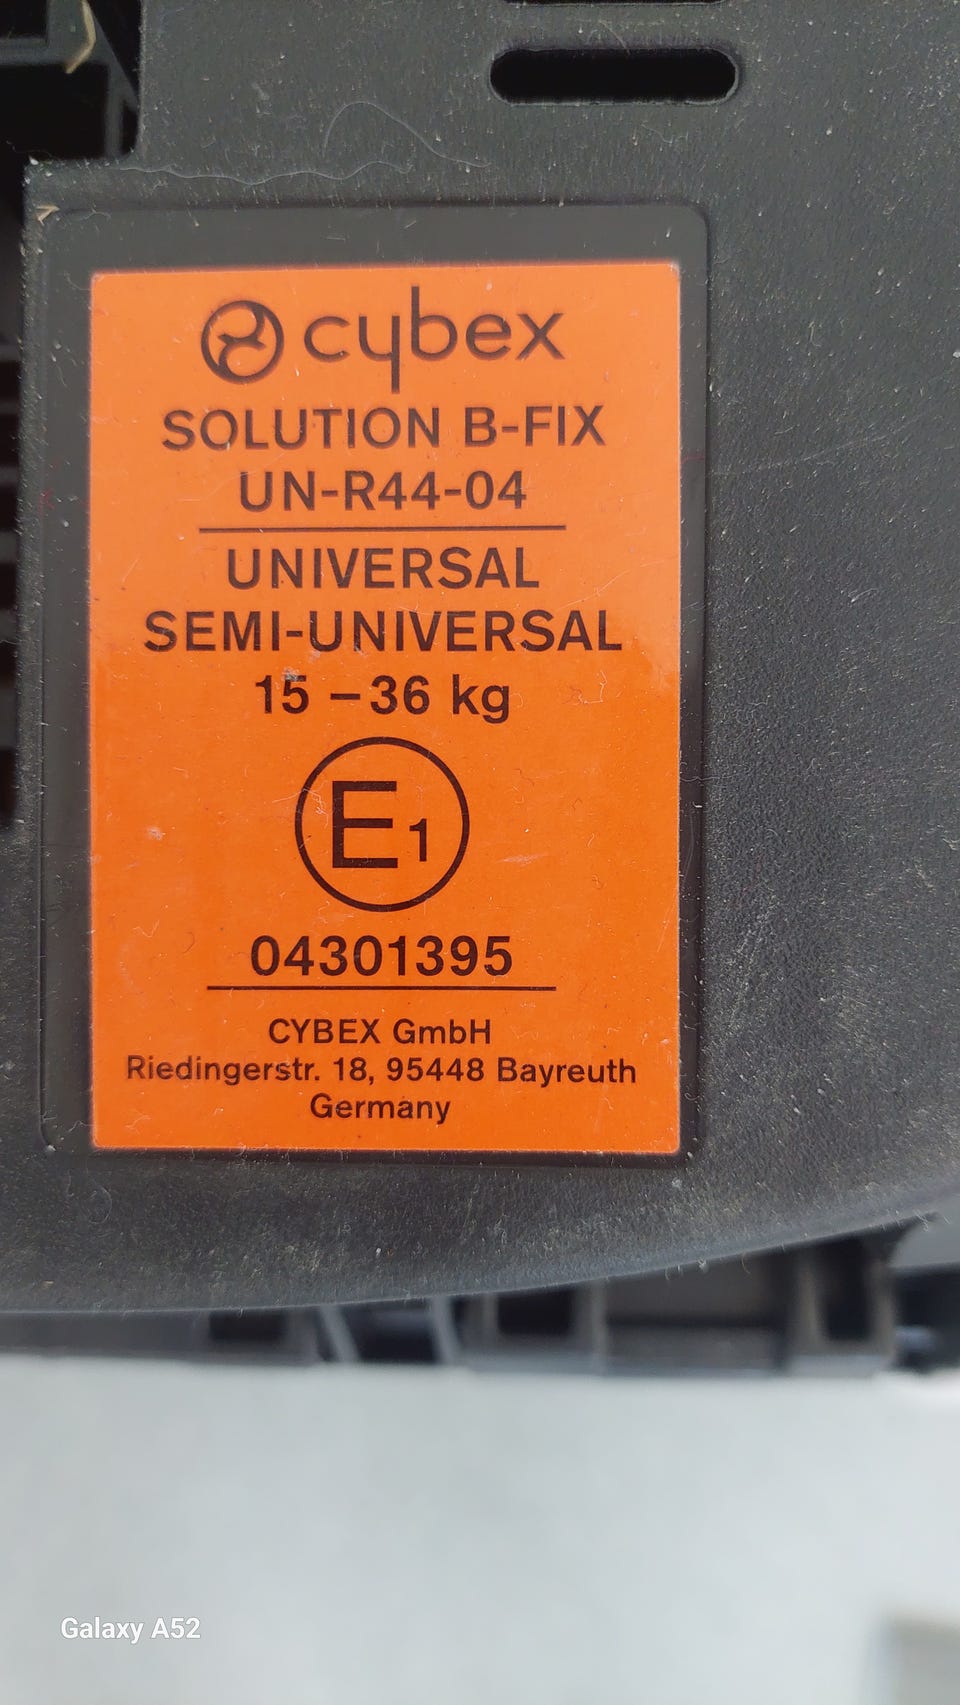 cybex
SOLUTION B-FIX
UN-R44-04
UNIVERSAL
SEMI-UNIVERSAL
15 – 36 kg
E1
04301395
CYBEX GmbH
Riedingerstr. 18, 95448 Bayreuth
Germany
Galaxy A52